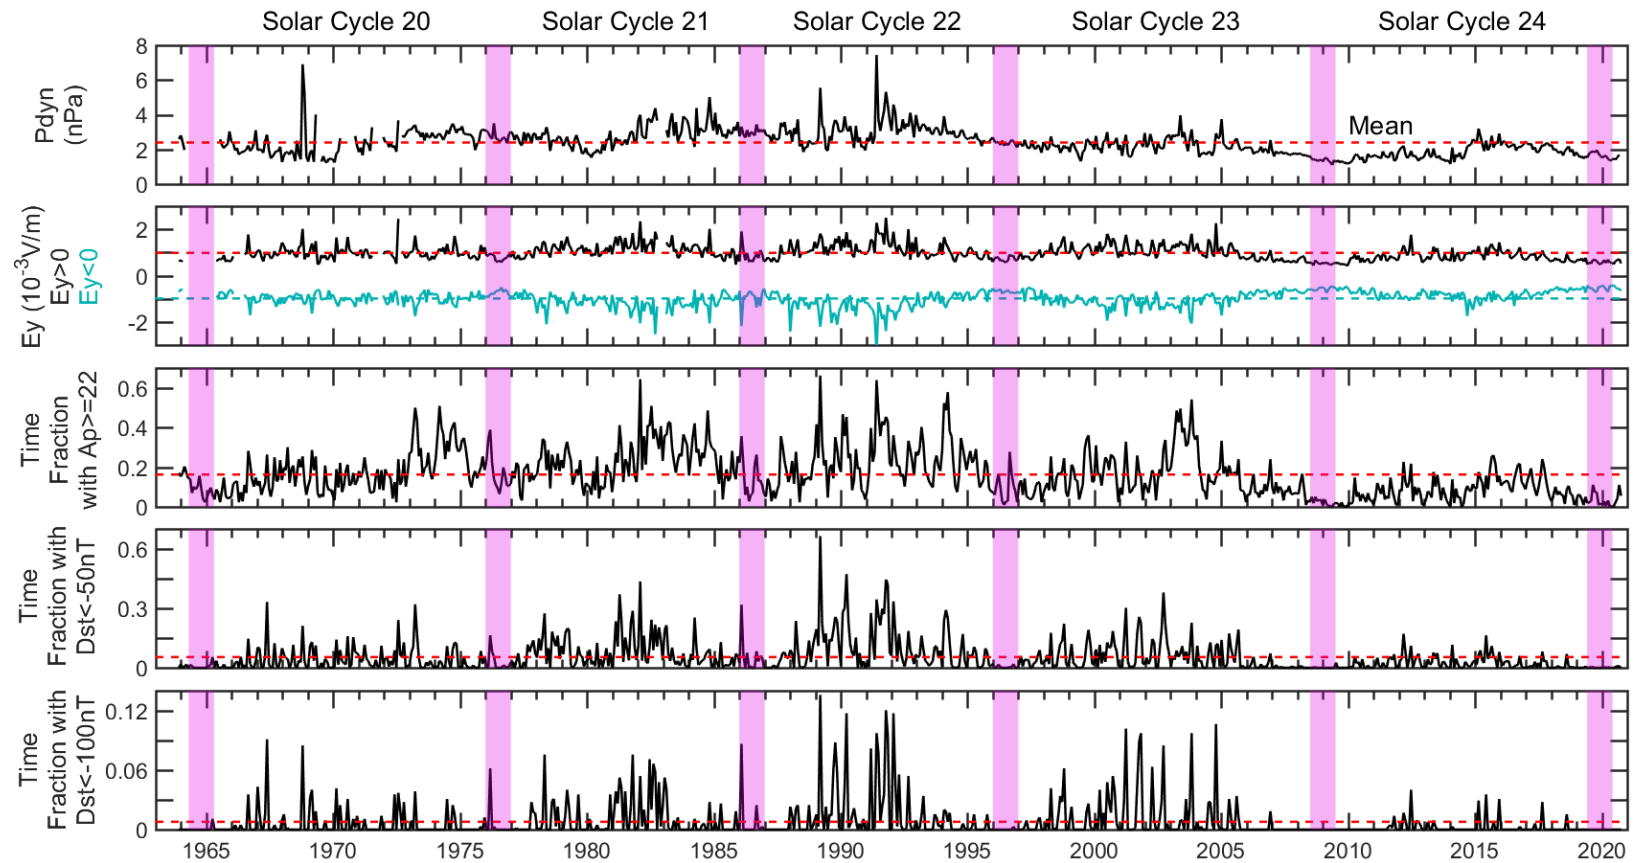 Solar Cycle 20 Solar Cycle 21 Solar Cycle 22 Solar Cycle 23 Solar Cycle 24
Pdyn
(nPa)
8
6
4
2
0
Mean
Ey (10⁻³V/m)
Ey>0
Ey<0
2
0
-2
Time
Fraction
with Ap>=22
0.6
0.4
0.2
0
Time
Fraction with
Dst<-50nT
0.6
0.3
0
Time
Fraction with
Dst<-100nT
0.12
0.06
0
1965 1970 1975 1980 1985 1990 1995 2000 2005 2010 2015 2020